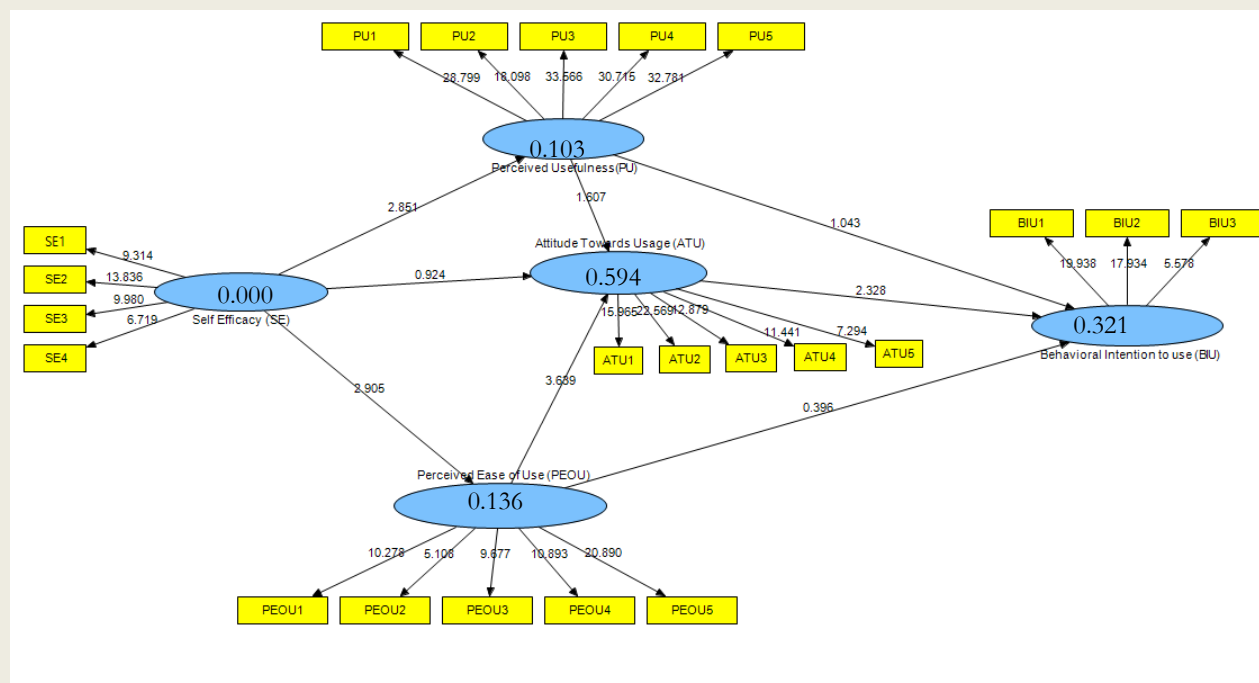 PU1 PU2 PU3 PU4 PU5
28.799 18.098 33.566 30.715 32.781
0.103
Perceived Usefulness(PU)
2.851
1.607
1.043
BIU1 BIU2 BIU3
19.938 17.934 5.578
SE1
SE2
SE3
SE4
9.314
13.836
9.980
6.719
0.000
Self Efficacy (SE)
0.924
Attitude Towards Usage (ATU)
0.594
2.328
0.321
Behavioral Intention to use (BIU)
15.965 22.569 12.879 11.441 7.294
ATU1 ATU2 ATU3 ATU4 ATU5
2.905
3.639
0.396
Perceived Ease of Use (PEOU)
0.136
10.278 5.108 9.677 10.893 20.890
PEOU1 PEOU2 PEOU3 PEOU4 PEOU5